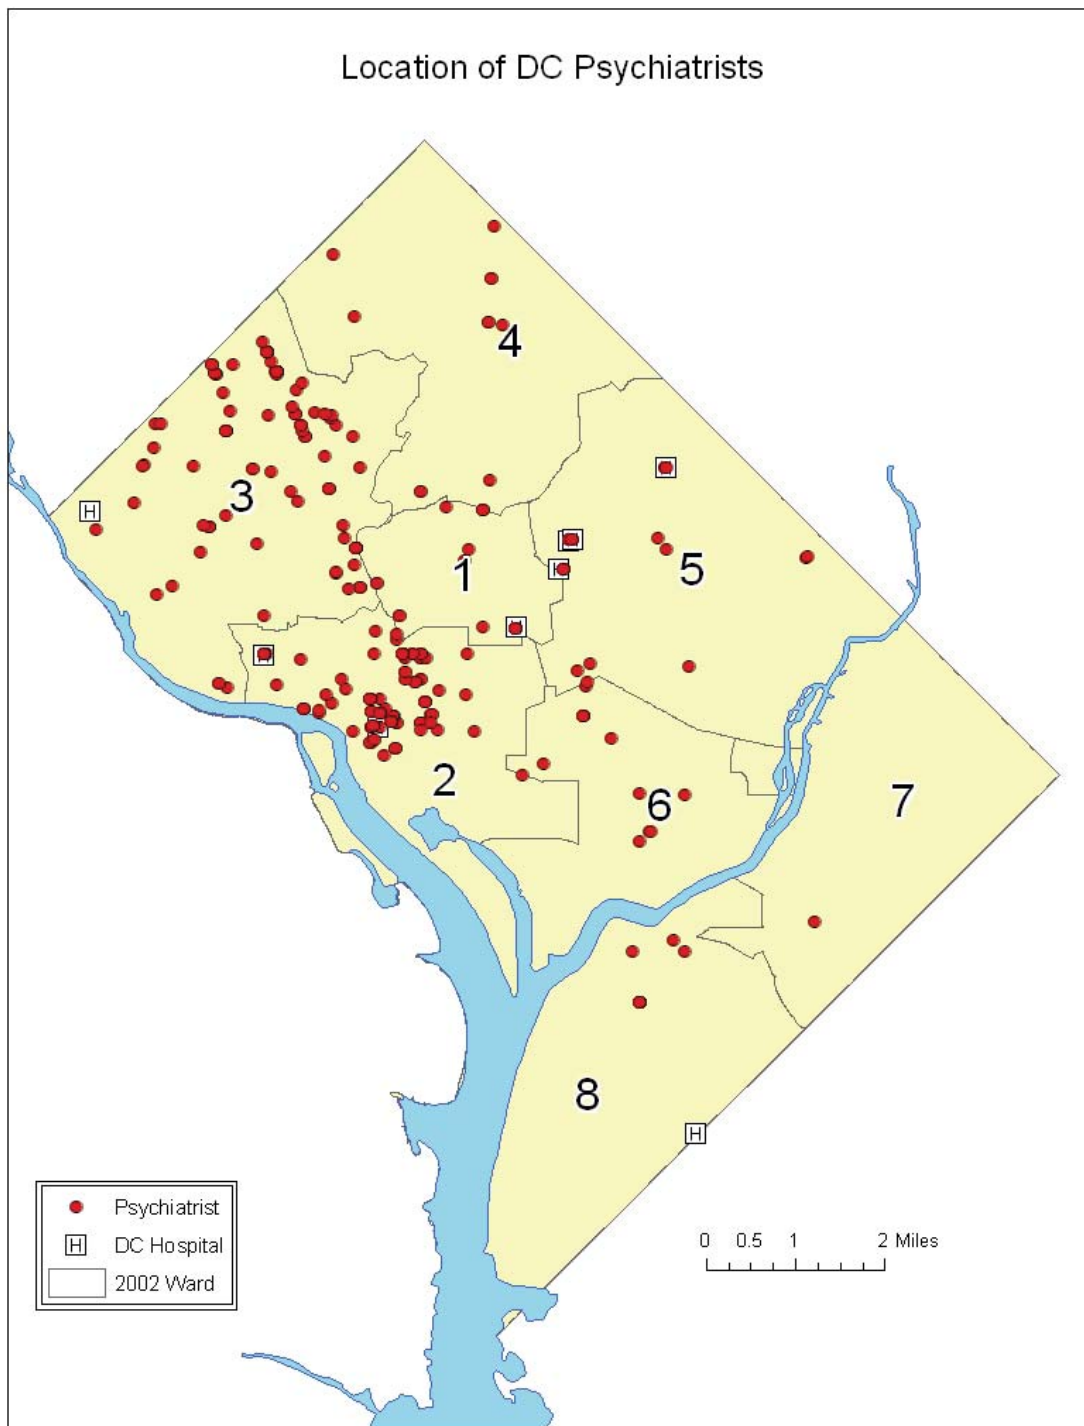 Location of DC Psychiatrists
4
3
1
5
2
6
7
8
H
H
H
H
H
H
H
Psychiatrist
H DC Hospital
2002 Ward
0 0.5 1 2 Miles